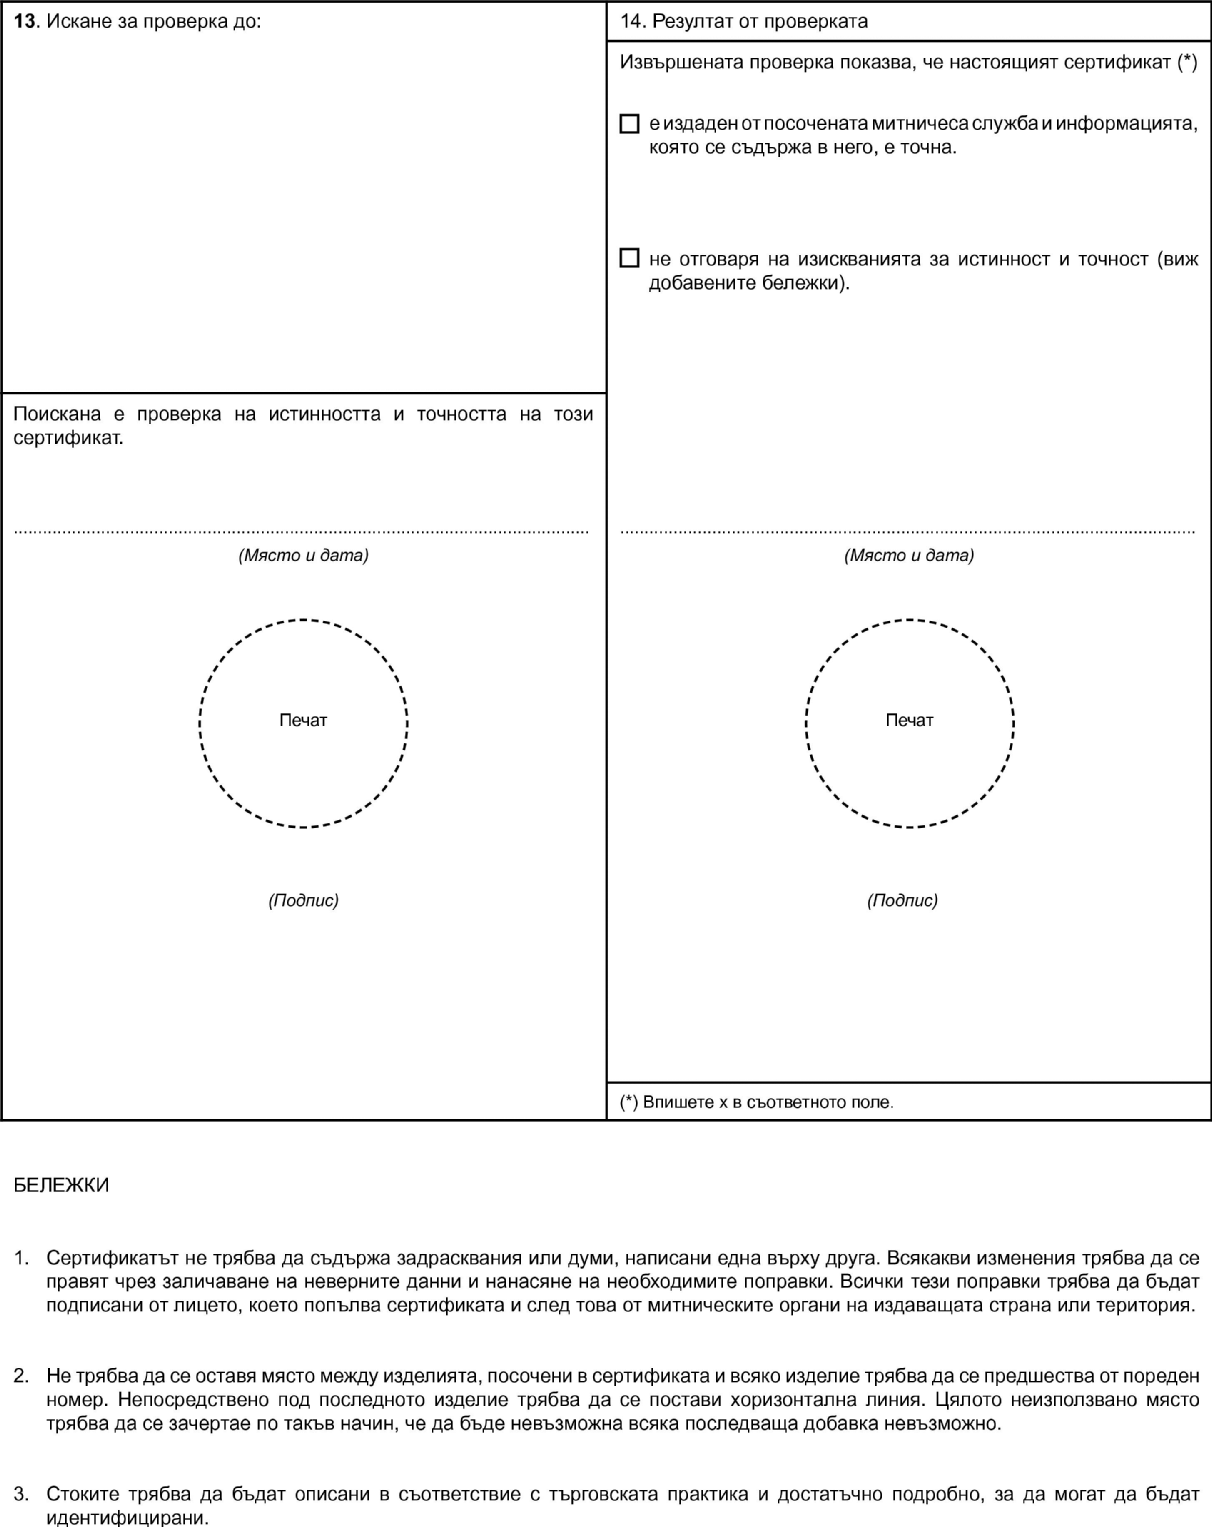 13. Искане за проверка до:
Поискана е проверка на истинността и точността на този
сертификат.
(Място и дата)
Печат
(Подпис)
14. Резултат от проверката
Извършената проверка показва, че настоящият сертификат (*)
е издаден от посочената митничеса служба и информацията,
която се съдържа в него, е точна.
не отговаря на изискванията за истинност и точност (виж
добавените бележки).
(Място и дата)
Печат
(Подпис)
(*) Впишете х в съответното поле.
БЕЛЕЖКИ
1. Сертификатът не трябва да съдържа задрасквания или думи, написани една върху друга. Всякакви изменения трябва да се
правят чрез заличаване на неверните данни и нанасяне на необходимите поправки. Всички тези поправки трябва да бъдат
подписани от лицето, което попълва сертификата и след това от митническите органи на издаващата страна или територия.
2. Не трябва да се оставя място между изделията, посочени в сертификата и всяко изделие трябва да се предшества от пореден
номер. Непосредствено под последното изделие трябва да се постави хоризонтална линия. Цялото неизползвано място
трябва да се зачертае по такъв начин, че да бъде невъзможна всяка последваща добавка невъзможно.
3. Стоките трябва да бъдат описани в съответствие с търговската практика и достатъчно подробно, за да могат да бъдат
идентифицирани.